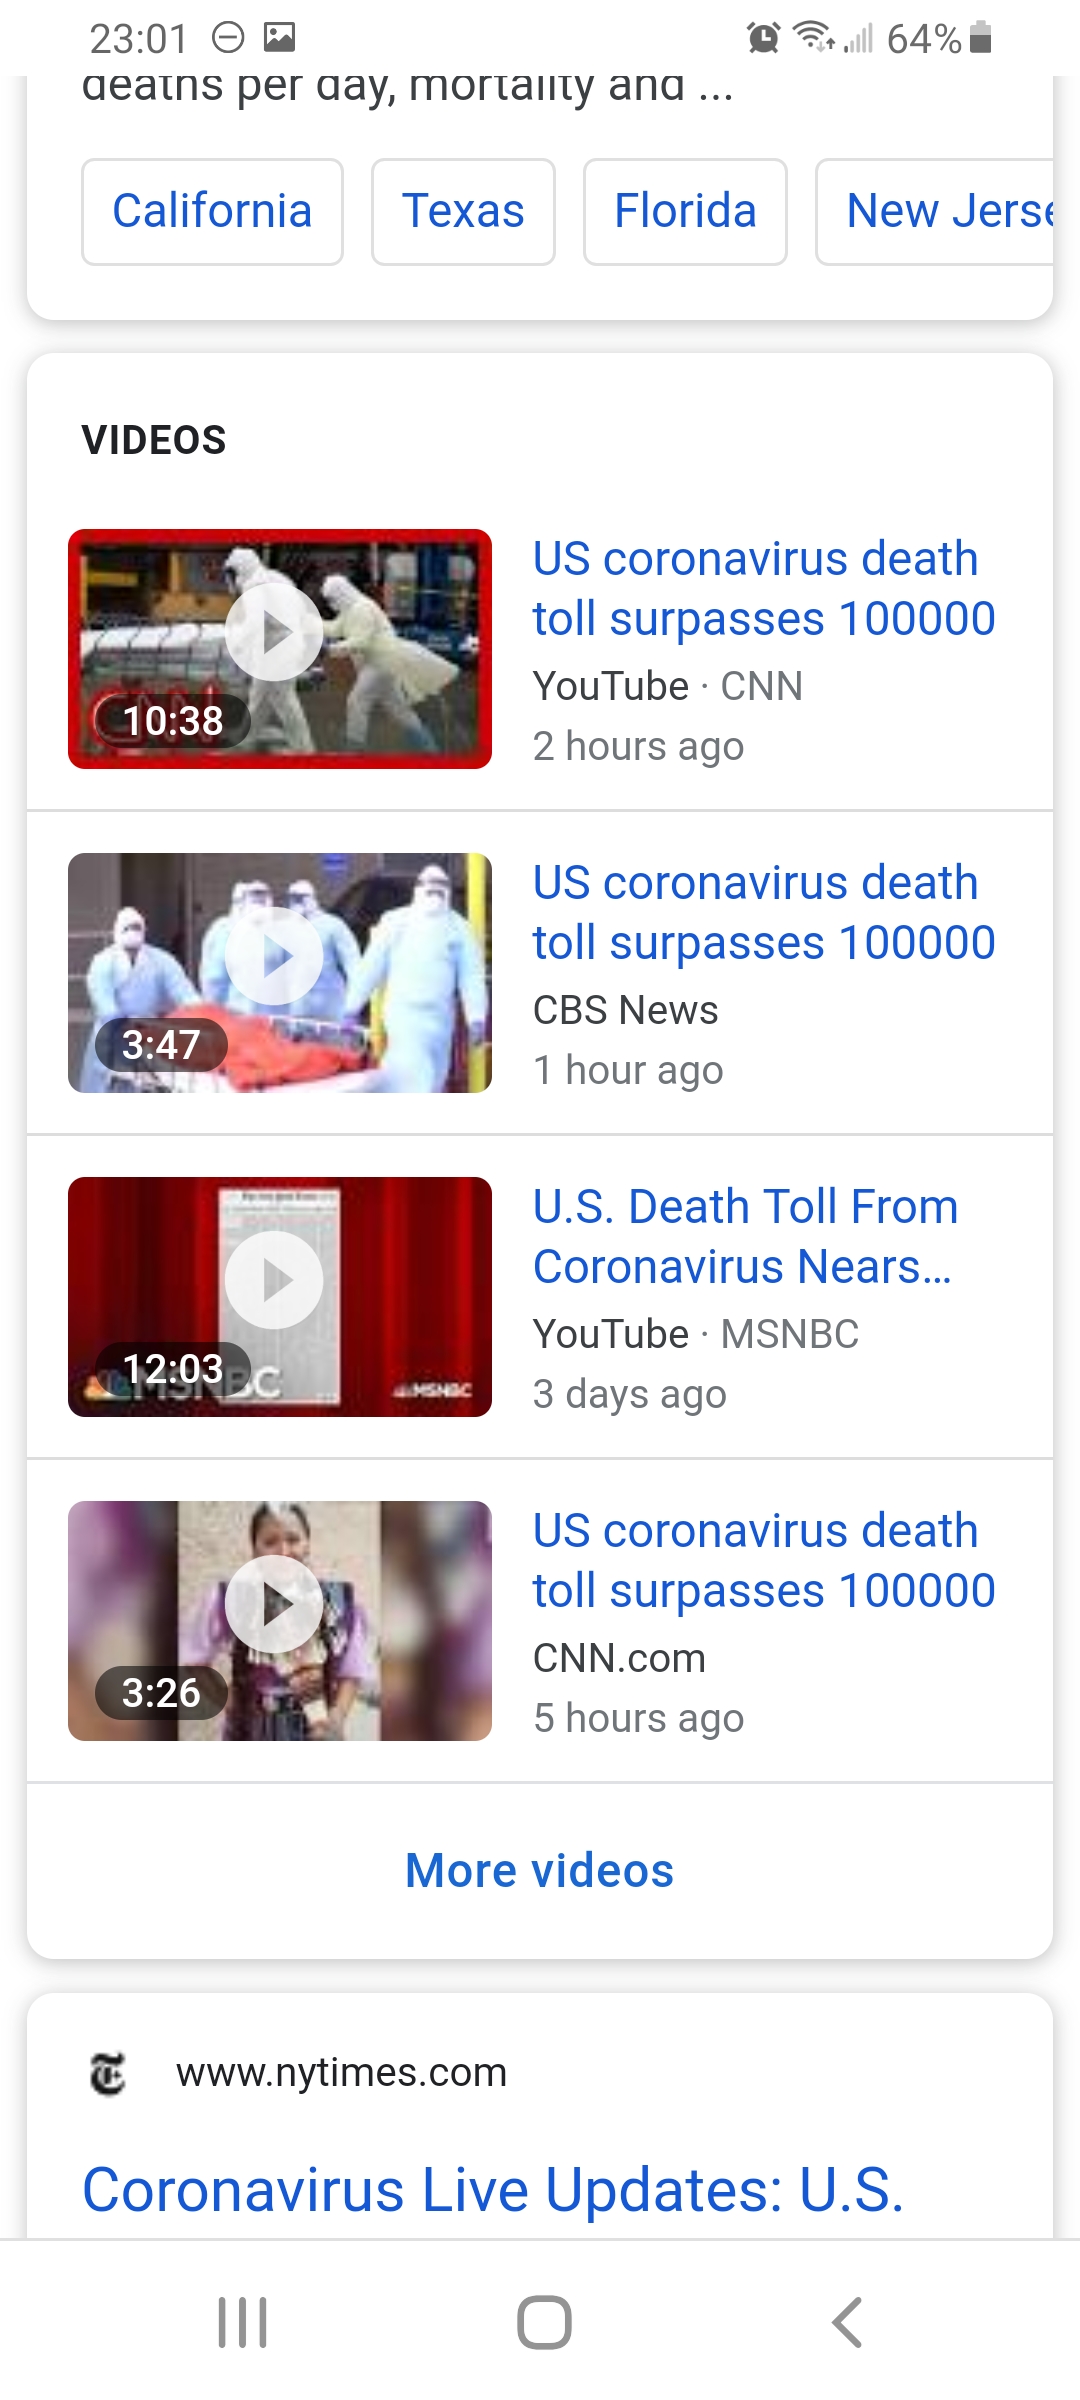 23:01 64%
deaths per day, mortality and ...
California Texas Florida New Jerse
VIDEOS
US coronavirus death
toll surpasses 100000
YouTube · CNN
10:38
2 hours ago
US coronavirus death
toll surpasses 100000
CBS News
3:47
1 hour ago
U.S. Death Toll From
Coronavirus Nears...
YouTube · MSNBC
12:03
MSNBC
MSNBC
3 days ago
US coronavirus death
toll surpasses 100000
CNN.com
3:26
5 hours ago
More videos
www.nytimes.com
Coronavirus Live Updates: U.S.